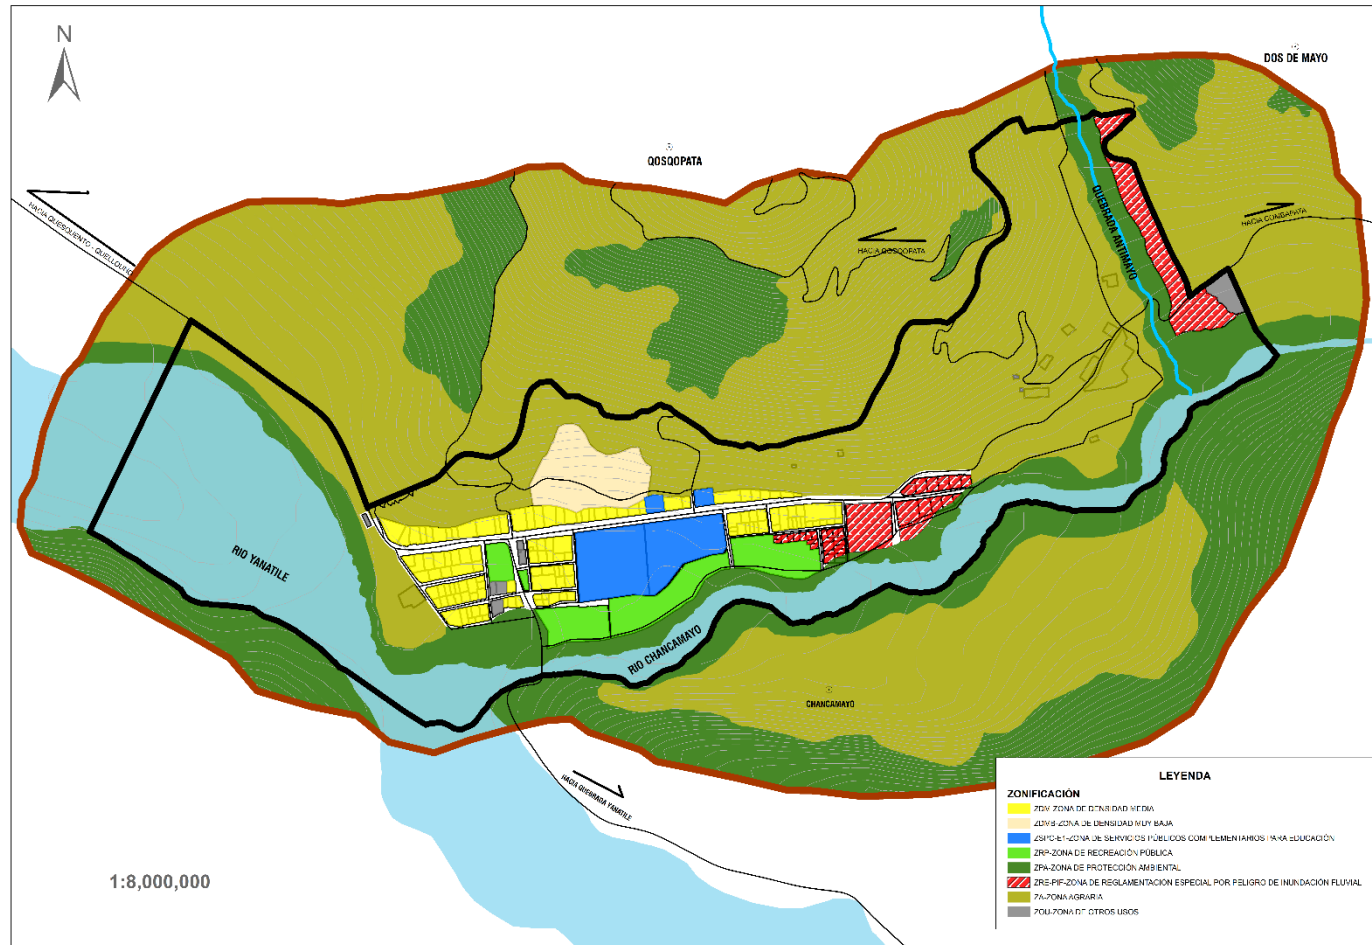 N
DOS DE MAYO
QOSQOPATA
HACIA QUESQUENTO - QUELLOUNO
HACIA QOSQOPATA
QUEBRADA ANTIMAYO
HACIA COMBAPATA
RIO YANATILE
RIO CHANCAMAYO
CHANCAMAYO
HACIA QUEBRADA YANATILE
1:8,000,000
LEYENDA
ZONIFICACIÓN
ZDM-ZONA DE DENSIDAD MEDIA
ZDMB-ZONA DE DENSIDAD MUY BAJA
ZSPC-E1-ZONA DE SERVICIOS PÚBLICOS COMPLEMENTARIOS PARA EDUCACIÓN
ZRP-ZONA DE RECREACIÓN PÚBLICA
ZPA-ZONA DE PROTECCIÓN AMBIENTAL
ZRE-PIF-ZONA DE REGLAMENTACIÓN ESPECIAL POR PELIGRO DE INUNDACIÓN FLUVIAL
ZA-ZONA AGRARIA
ZOU-ZONA DE OTROS USOS